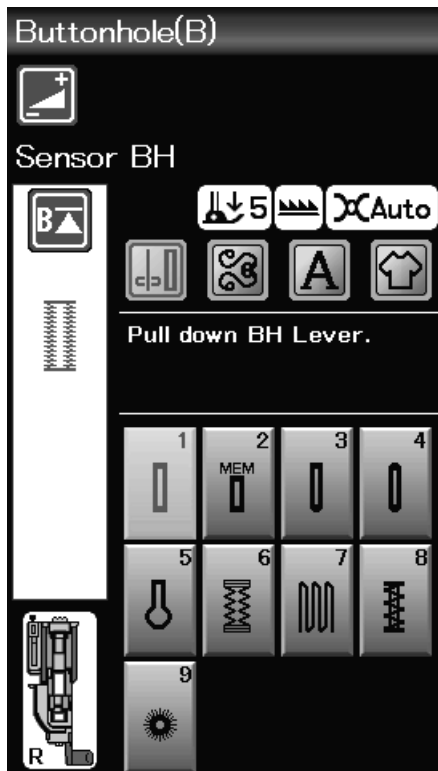 Buttonhole(B)
Sensor BH
B
5
Auto
A
Pull down BH Lever.
1
2
3
4
MEM
5
6
7
8
9
R